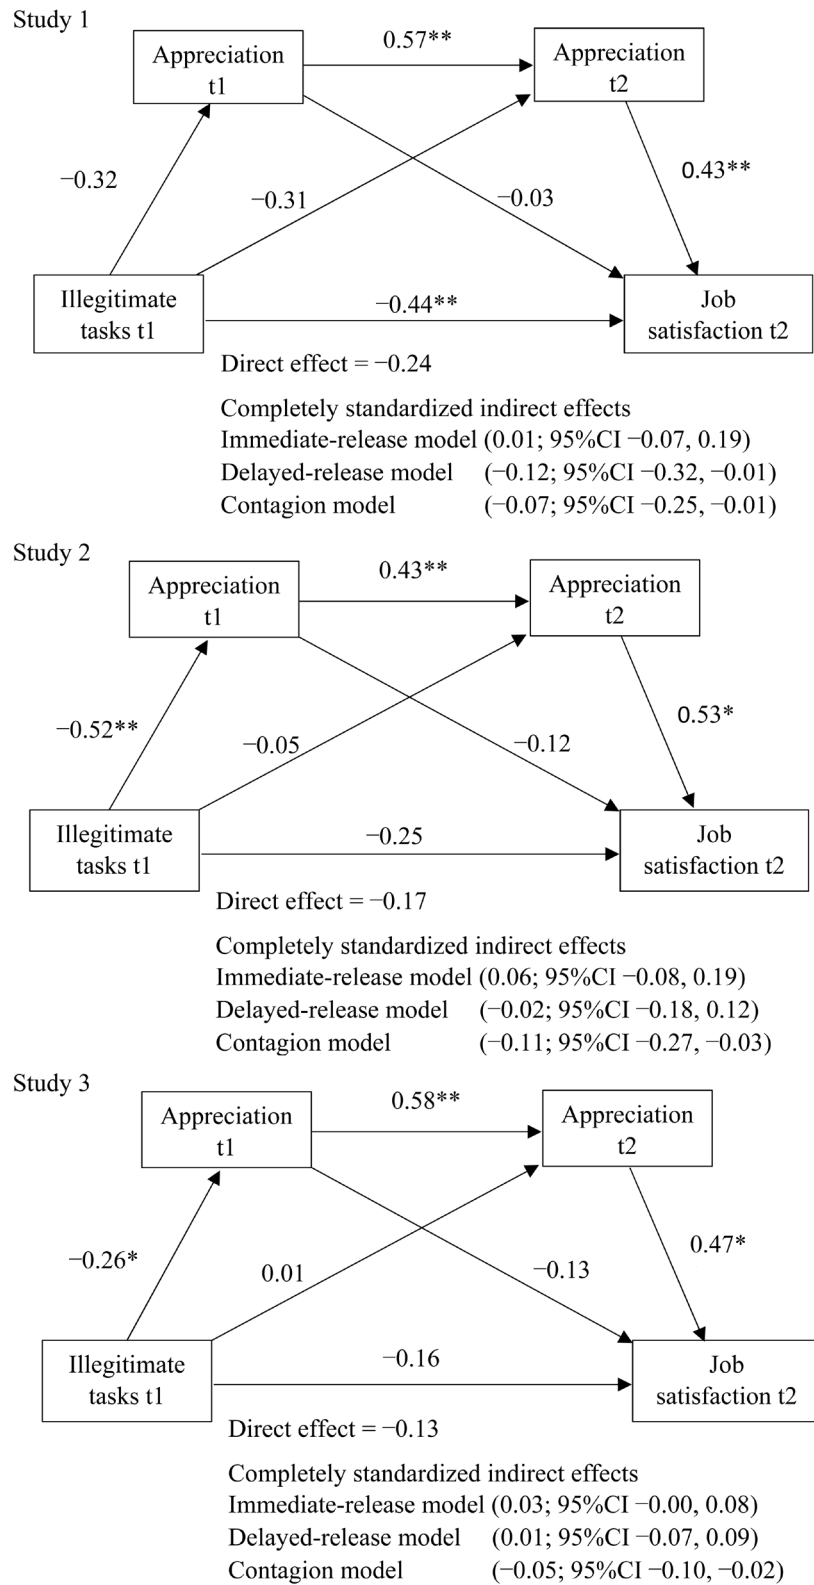 Study 1
Appreciation
t1
0.57**
Appreciation
t2
−0.32
−0.31
−0.03
0.43**
Illegitimate
tasks t1
−0.44**
Job
satisfaction t2
Direct effect = −0.24
Completely standardized indirect effects
Immediate-release model (0.01; 95%CI −0.07, 0.19)
Delayed-release model (−0.12; 95%CI −0.32, −0.01)
Contagion model (−0.07; 95%CI −0.25, −0.01)
Study 2
Appreciation
t1
0.43**
Appreciation
t2
−0.52**
−0.05
−0.12
0.53*
Illegitimate
tasks t1
−0.25
Job
satisfaction t2
Direct effect = −0.17
Completely standardized indirect effects
Immediate-release model (0.06; 95%CI −0.08, 0.19)
Delayed-release model (−0.02; 95%CI −0.18, 0.12)
Contagion model (−0.11; 95%CI −0.27, −0.03)
Study 3
Appreciation
t1
0.58**
Appreciation
t2
−0.26*
0.01
−0.13
0.47*
Illegitimate
tasks t1
−0.16
Job
satisfaction t2
Direct effect = −0.13
Completely standardized indirect effects
Immediate-release model (0.03; 95%CI −0.00, 0.08)
Delayed-release model (0.01; 95%CI −0.07, 0.09)
Contagion model (−0.05; 95%CI −0.10, −0.02)